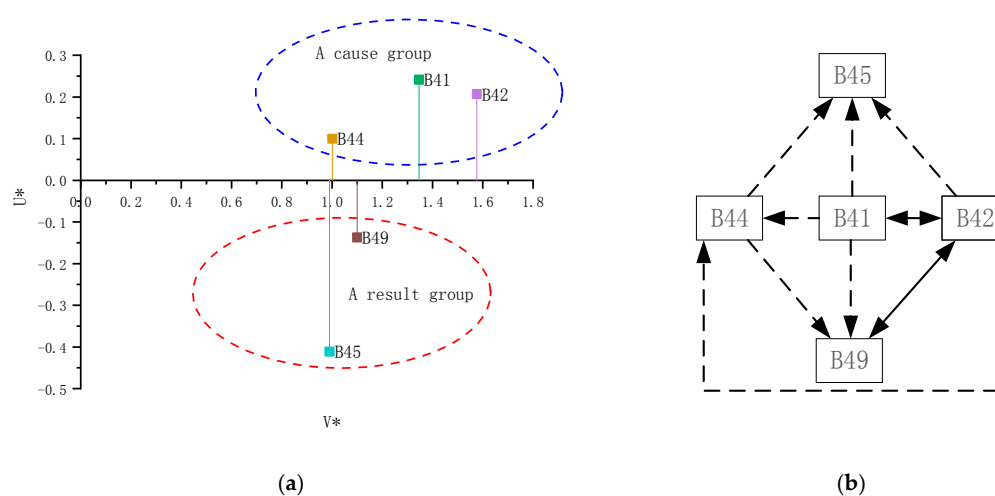 A cause group
B41
B42
B44
B49
A result group
B45
0.3
0.2
0.1
0.0
-0.1
-0.2
-0.3
-0.4
-0.5
U*
0.0 0.2 0.4 0.6 0.8 1.0 1.2 1.4 1.6 1.8
V*
(a)
B45
B44 B41 B42
B49
(b)